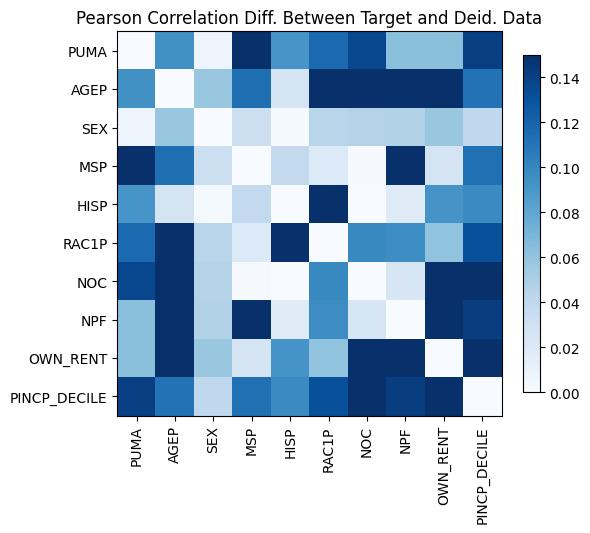 Pearson Correlation Diff. Between Target and Deid. Data
PUMA
AGEP
SEX
MSP
HISP
RAC1P
NOC
NPF
OWN_RENT
PINCP_DECILE
PUMA
AGEP
SEX
MSP
HISP
RAC1P
NOC
NPF
OWN_RENT
PINCP_DECILE
0.14
0.12
0.10
0.08
0.06
0.04
0.02
0.00